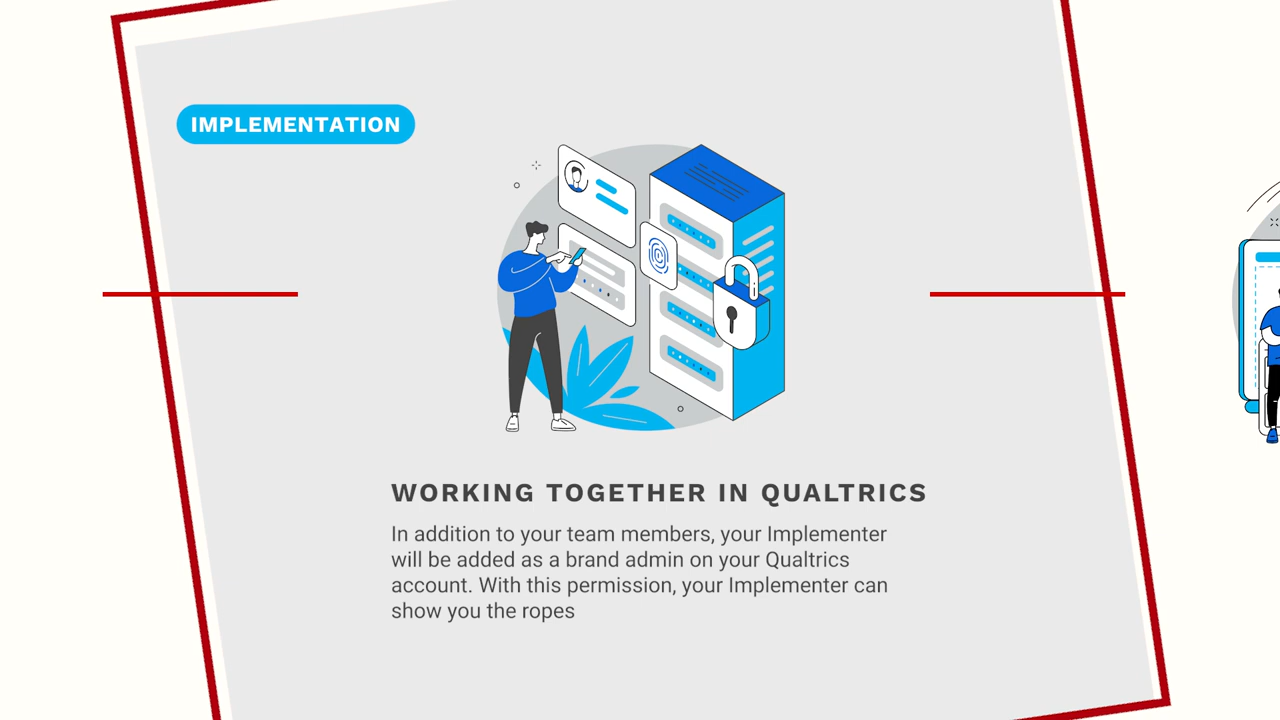 IMPLEMENTATION
WORKING TOGETHER IN QUALTRICS
In addition to your team members, your Implementer
will be added as a brand admin on your Qualtrics
account. With this permission, your Implementer can
show you the ropes